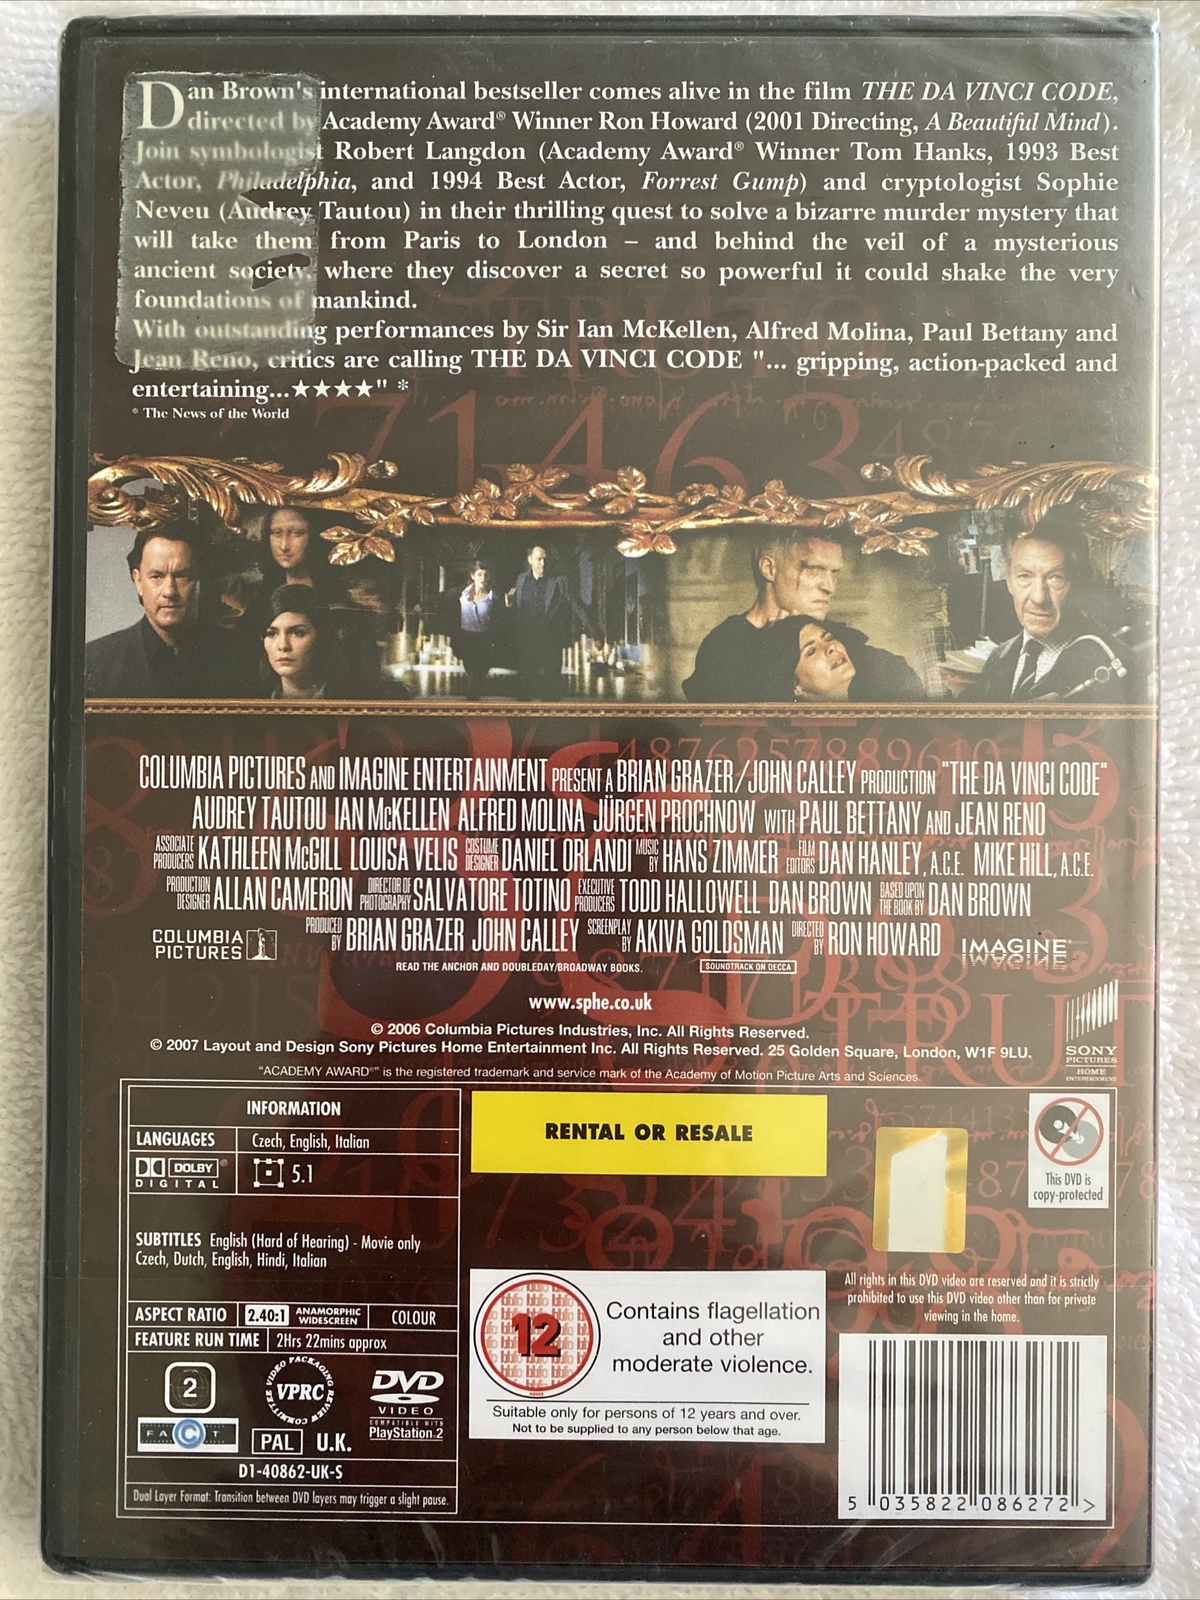 Dan Brown's international bestseller comes alive in the film THE DA VINCI CODE,
directed by Academy Award® Winner Ron Howard (2001 Directing, A Beautiful Mind).
Join symbologist Robert Langdon (Academy Award® Winner Tom Hanks, 1993 Best
Actor, Philadelphia, and 1994 Best Actor, Forrest Gump) and cryptologist Sophie
Neveu (Audrey Tautou) in their thrilling quest to solve a bizarre murder mystery that
will take them from Paris to London – and behind the veil of a mysterious
ancient society, where they discover a secret so powerful it could shake the very
foundations of mankind.
With outstanding performances by Sir Ian McKellen, Alfred Molina, Paul Bettany and
Jean Reno, critics are calling THE DA VINCI CODE "... gripping, action-packed and
entertaining...★★★★" *
* The News of the World
COLUMBIA PICTURES AND IMAGINE ENTERTAINMENT PRESENT A BRIAN GRAZER/JOHN CALLEY PRODUCTION "THE DA VINCI CODE"
AUDREY TAUTOU IAN McKELLEN ALFRED MOLINA JÜRGEN PROCHNOW WITH PAUL BETTANY AND JEAN RENO
ASSOCIATE PRODUCERS KATHLEEN McGILL LOUISA VELIS COSTUME DESIGNER DANIEL ORLANDI MUSIC BY HANS ZIMMER FILM EDITORS DAN HANLEY, A.C.E. MIKE HILL, A.C.E.
PRODUCTION DESIGNER ALLAN CAMERON DIRECTOR OF PHOTOGRAPHY SALVATORE TOTINO EXECUTIVE PRODUCERS TODD HALLOWELL DAN BROWN BASED UPON THE BOOK BY DAN BROWN
COLUMBIA PICTURES PRODUCED BY BRIAN GRAZER JOHN CALLEY SCREENPLAY BY AKIVA GOLDSMAN DIRECTED BY RON HOWARD IMAGINE
READ THE ANCHOR AND DOUBLEDAY/BROADWAY BOOKS. SOUNDTRACK ON DECCA
www.sphe.co.uk
© 2006 Columbia Pictures Industries, Inc. All Rights Reserved.
© 2007 Layout and Design Sony Pictures Home Entertainment Inc. All Rights Reserved. 25 Golden Square, London, W1F 9LU.
"ACADEMY AWARD®" is the registered trademark and service mark of the Academy of Motion Picture Arts and Sciences.
SONY
PICTURES
HOME
ENTERTAINMENT
INFORMATION
LANGUAGES Czech, English, Italian
DOLBY DIGITAL 5.1
SUBTITLES English (Hard of Hearing) - Movie only
Czech, Dutch, English, Hindi, Italian
ASPECT RATIO 2.40:1 ANAMORPHIC WIDESCREEN COLOUR
FEATURE RUN TIME 2Hrs 22mins approx
2 VIDEO PACKAGING REVIEW COMMITTEE VPRC DVD VIDEO
COMPATIBLE WITH PlayStation.2
FACT PAL U.K.
D1-40862-UK-S
Dual Layer Format: Transition between DVD layers may trigger a slight pause.
RENTAL OR RESALE
This DVD is
copy-protected
12
Contains flagellation
and other
moderate violence.
Suitable only for persons of 12 years and over.
Not to be supplied to any person below that age.
All rights in this DVD video are reserved and it is strictly
prohibited to use this DVD video other than for private
viewing in the home.
5 035822 086272 >